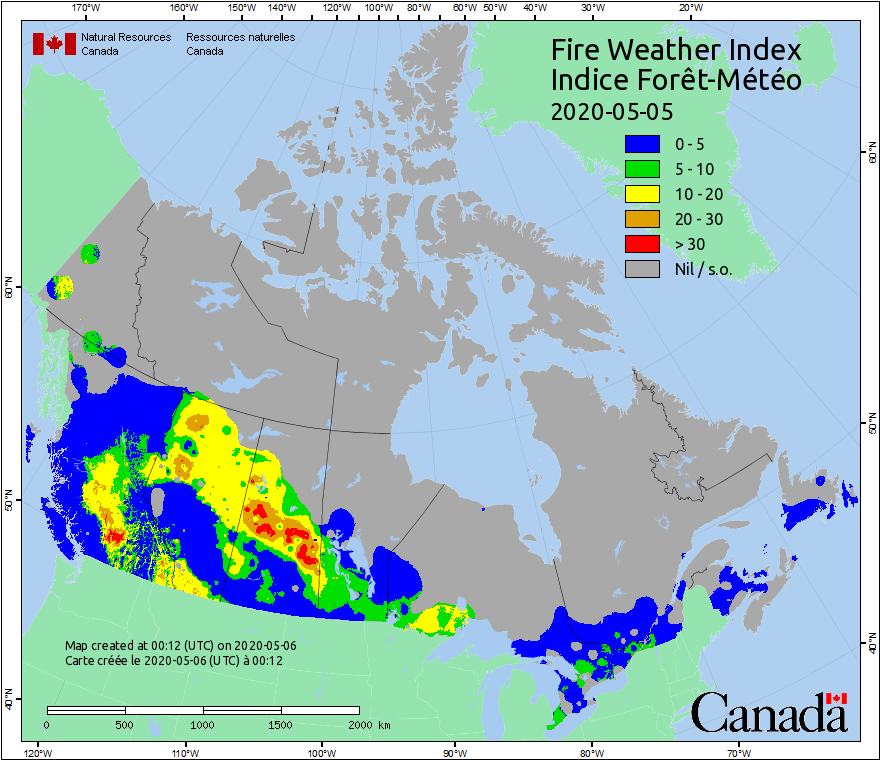 170°W 160°W 150°W 140°W 130°W 120°W 110°W 100°W 90°W 80°W 70°W 60°W 50°W 40°W 30°W 20°W
Natural Resources Ressources naturelles
Canada Canada
Fire Weather Index
Indice Forêt-Météo
2020-05-05
0 - 5
5 - 10
10 - 20
20 - 30
> 30
Nil / s.o.
60°N
60°N
50°N
50°N
40°N
40°N
Map created at 00:12 (UTC) on 2020-05-06
Carte créée le 2020-05-06 (UTC) à 00:12
0 500 1000 1500 2000 km
Canada
120°W 110°W 100°W 90°W 80°W 70°W